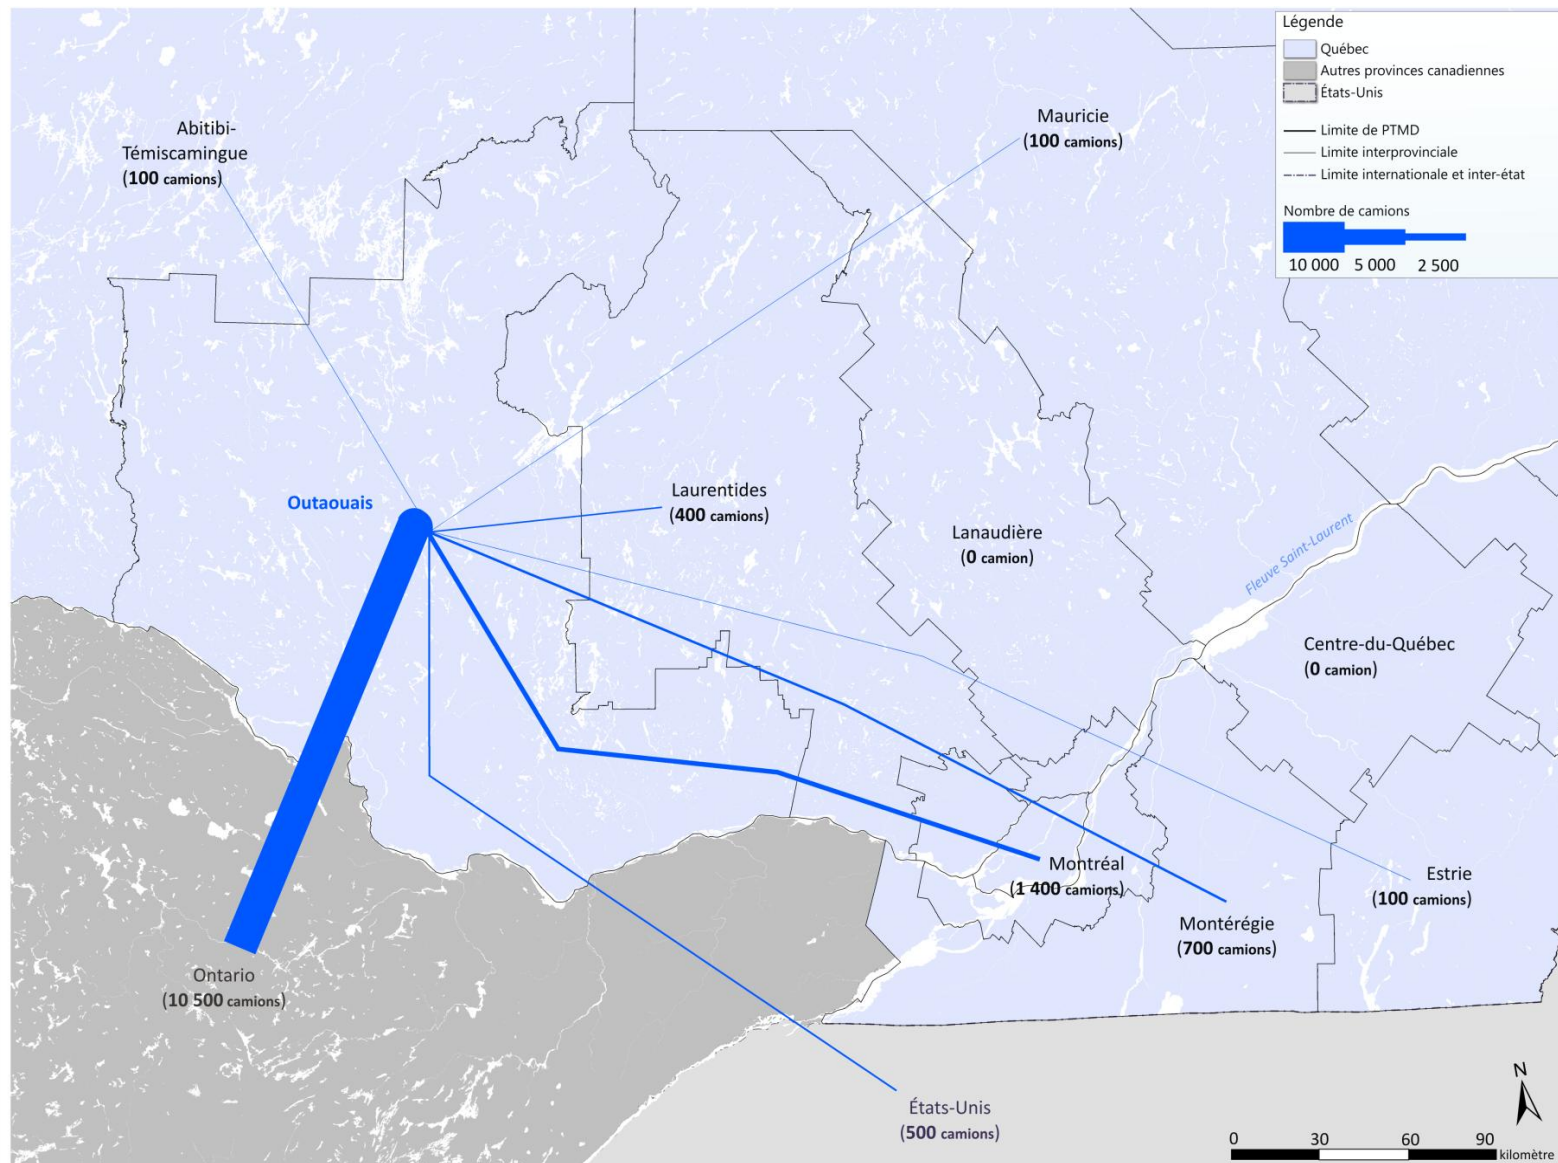 Légende
Québec
Autres provinces canadiennes
États-Unis
Limite de PTMD
Limite interprovinciale
Limite internationale et inter-état
Nombre de camions
10 000 5 000 2 500
Abitibi-
Témiscamingue
(100 camions)
Mauricie
(100 camions)
Outaouais
Laurentides
(400 camions)
Lanaudière
(0 camion)
Fleuve Saint-Laurent
Centre-du-Québec
(0 camion)
Montréal
(1 400 camions)
Estrie
(100 camions)
Montérégie
(700 camions)
Ontario
(10 500 camions)
États-Unis
(500 camions)
N
0 30 60 90
kilomètre